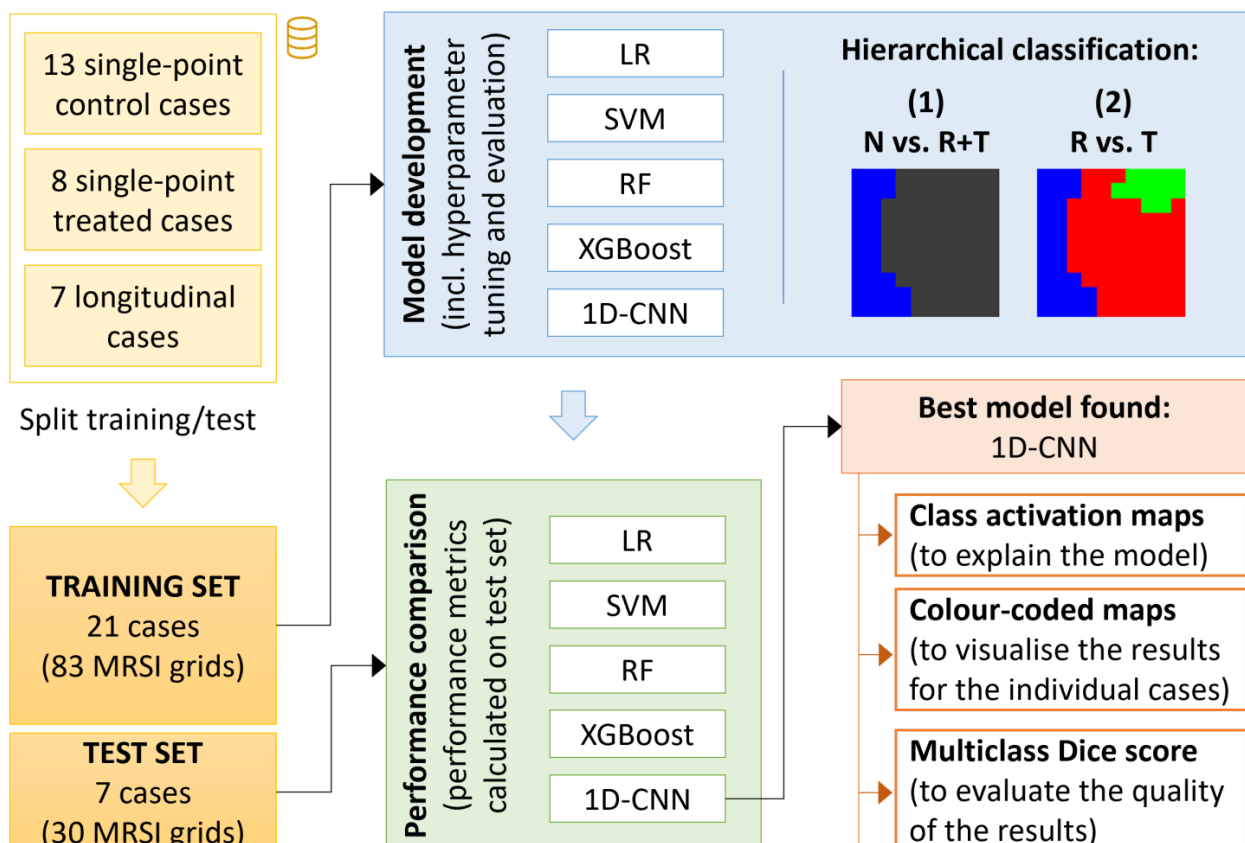 13 single-point
control cases
8 single-point
treated cases
7 longitudinal
cases
Split training/test
TRAINING SET
21 cases
(83 MRSI grids)
TEST SET
7 cases
(30 MRSI grids)
Model development
(incl. hyperparameter
tuning and evaluation)
LR
SVM
RF
XGBoost
1D-CNN
Hierarchical classification:
(1)
N vs. R+T
(2)
R vs. T
Performance comparison
(performance metrics
calculated on test set)
LR
SVM
RF
XGBoost
1D-CNN
Best model found:
1D-CNN
Class activation maps
(to explain the model)
Colour-coded maps
(to visualise the results
for the individual cases)
Multiclass Dice score
(to evaluate the quality
of the results)